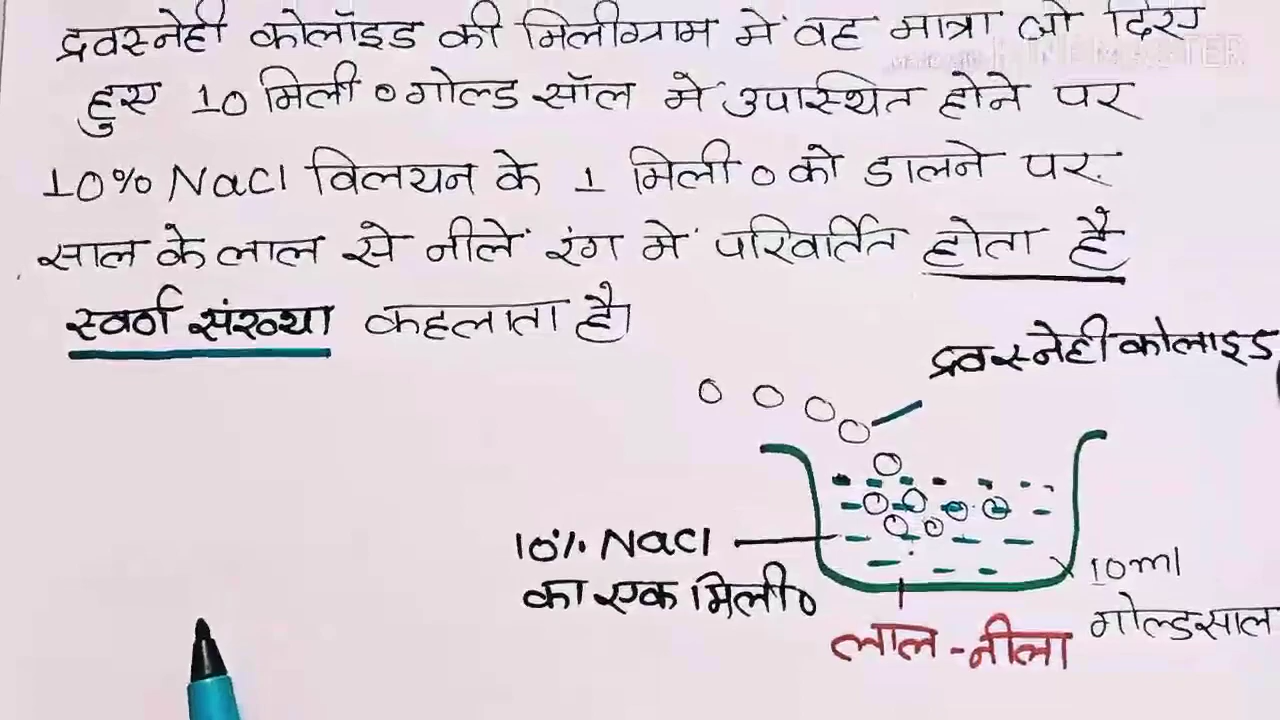 द्रवस्नेही कोलॉइड की मिलीग्राम में वह मात्रा जो दिए
हुए 10 मिली० गोल्ड सॉल में उपस्थित होने पर
10% NaCl विलयन के 1 मिली० को डालने पर
साल के लाल से नीलें रंग में परिवर्तित होता है
स्वर्ण संख्या कहलाता है।
द्रवस्नेही कोलाइड
10% NaCl
का एक मिली०
10ml
गोल्डसाल
लाल - नीला